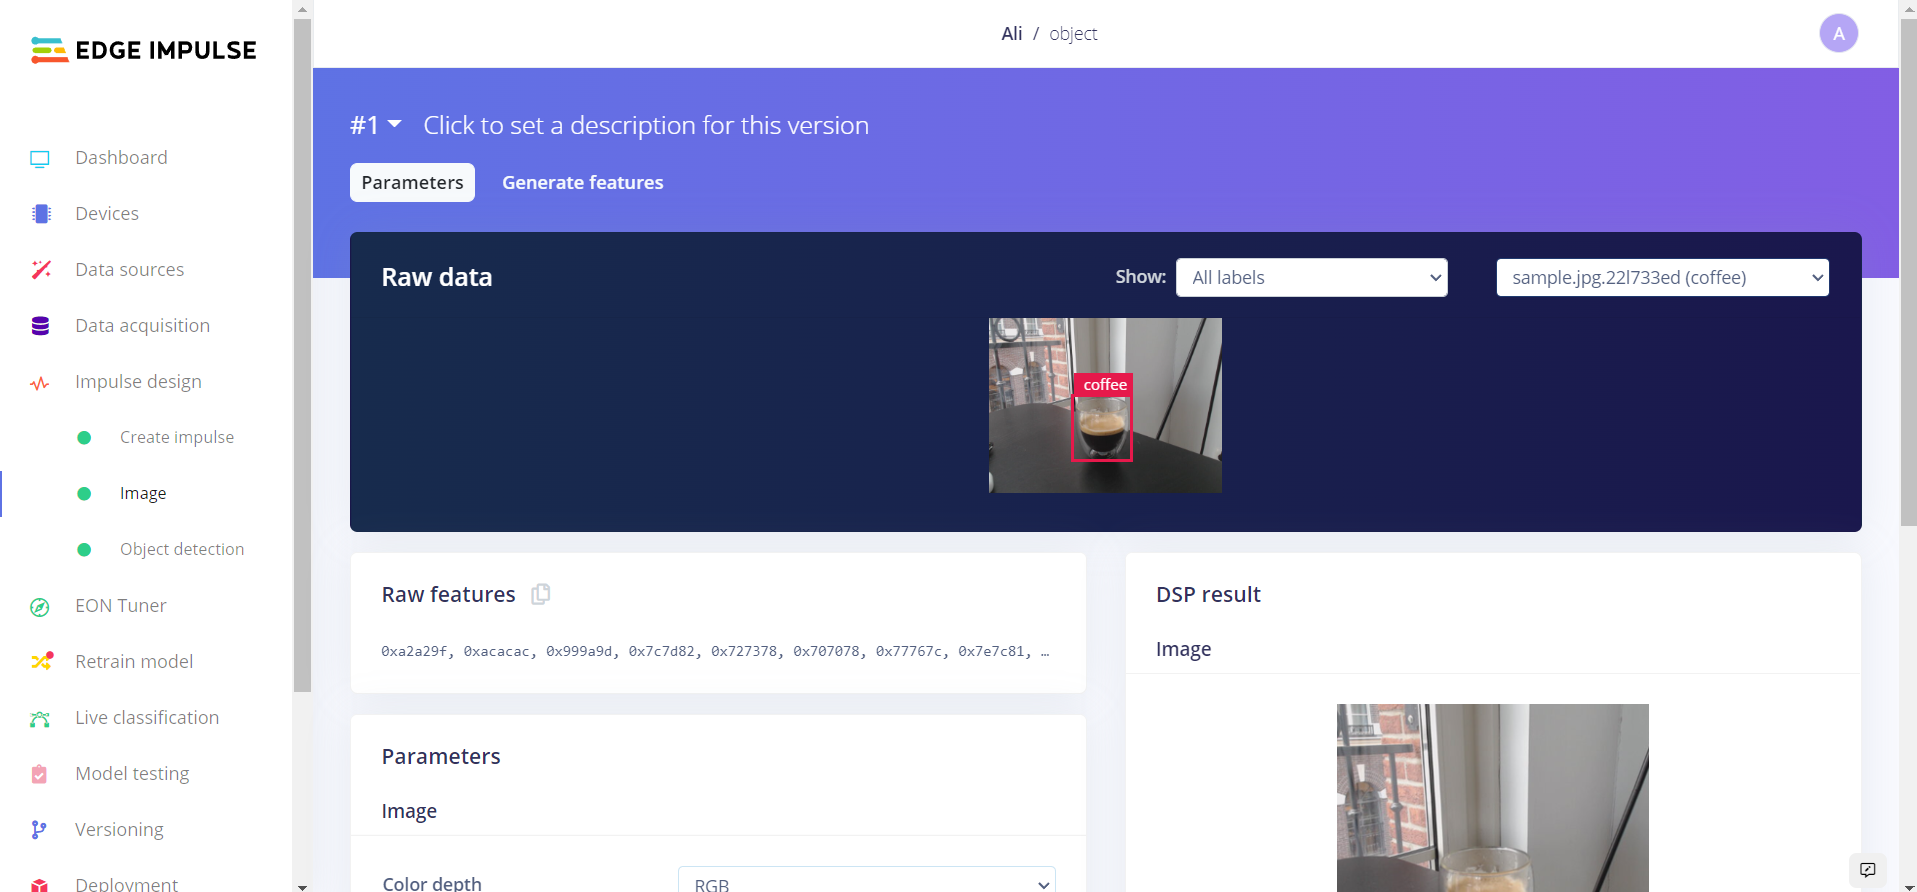 EDGE IMPULSE
Ali / object
A
Dashboard
Devices
Data sources
Data acquisition
Impulse design
Create impulse
Image
Object detection
EON Tuner
Retrain model
Live classification
Model testing
Versioning
Deployment
#1 Click to set a description for this version
Parameters Generate features
Raw data Show: All labels sample.jpg.22l733ed (coffee)
coffee
Raw features
0xa2a29f, 0xacacac, 0x999a9d, 0x7c7d82, 0x727378, 0x707078, 0x77767c, 0x7e7c81, …
Parameters
Image
Color depth RGB
DSP result
Image